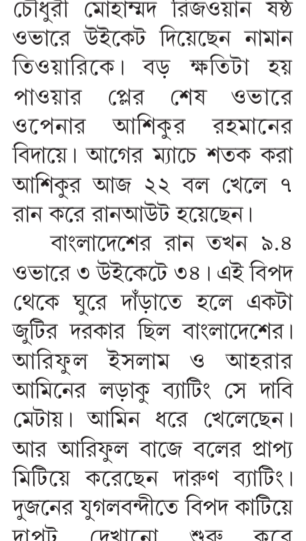 চৌধুরী মোহাম্মদ রিজওয়ান ষষ্ঠ
ওভারে উইকেট দিয়েছেন নামান
তিওয়ারিকে। বড় ক্ষতিটা হয়
পাওয়ার প্লের শেষ ওভারে
ওপেনার আশিকুর রহমানের
বিদায়ে। আগের ম্যাচে শতক করা
আশিকুর আজ ২২ বল খেলে ৭
রান করে রানআউট হয়েছেন।
বাংলাদেশের রান তখন ৯.৪
ওভারে ৩ উইকেটে ৩৪। এই বিপদ
থেকে ঘুরে দাঁড়াতে হলে একটা
জুটির দরকার ছিল বাংলাদেশের।
আরিফুল ইসলাম ও আহরার
আমিনের লড়াকু ব্যাটিং সে দাবি
মেটায়। আমিন ধরে খেলেছেন।
আর আরিফুল বাজে বলের প্রাপ্য
মিটিয়ে করেছেন দারুণ ব্যাটিং।
দুজনের যুগলবন্দীতে বিপদ কাটিয়ে
দাপট দেখানো শুরু করে